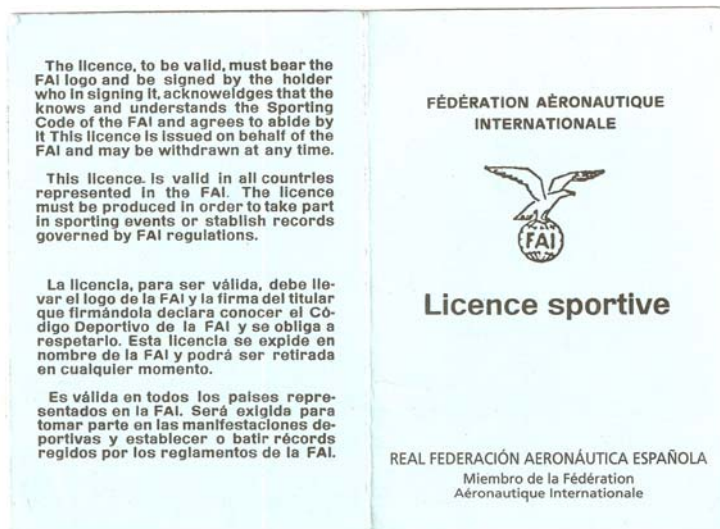 The licence, to be valid, must bear the
FAI logo and be signed by the holder
who in signing it, acknoweldges that the
knows and understands the Sporting
Code of the FAI and agrees to abide by
It This licence is issued on behalf of the
FAI and may be withdrawn at any time.
This licence. is valid in all countries
represented in the FAI. The licence
must be produced in order to take part
in sporting events or stablish records
governed by FAI regulations.
La licencia, para ser válida, debe lle-
var el logo de la FAI y la firma del titular
que firmándola declara conocer el Có-
digo Deportivo de la FAI y se obliga a
respetarlo. Esta licencia se expide en
nombre de la FAI y podrá ser retirada
en cualquier momento.
Es válida en todos los paises repre-
sentados en la FAI. Será exigida para
tomar parte en las manifestaciones de-
portivas y establecer o batir récords
regidos por los reglamentos de la FAI.
FÉDÉRATION AÈRONAUTIQUE
INTERNATIONALE
FAI
Licence sportive
REAL FEDERACIÓN AERONÁUTICA ESPAÑOLA
Miembro de la Fédération
Aéronautique Internationale